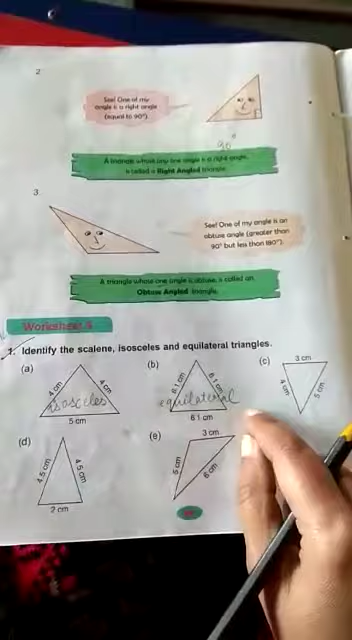 2.
See! One of my
angle is a right angle
(equal to 90°).
90°
A triangle whose any one angle is a right angle,
is called a Right Angled triangle.
3.
See! One of my angle is an
obtuse angle (greater than
90° but less than 180°).
A triangle whose one angle is obtuse, is called an
Obtuse Angled triangle.
Worksheet 5
1. Identify the scalene, isosceles and equilateral triangles.
(a) 4 cm 4 cm 5 cm
isosceles
(b) 6.1 cm 6.1 cm 6.1 cm
equilateral
(c) 3 cm 4 cm 5 cm
(d) 4.5 cm 4.5 cm 2 cm
(e) 3 cm 5 cm 6 cm